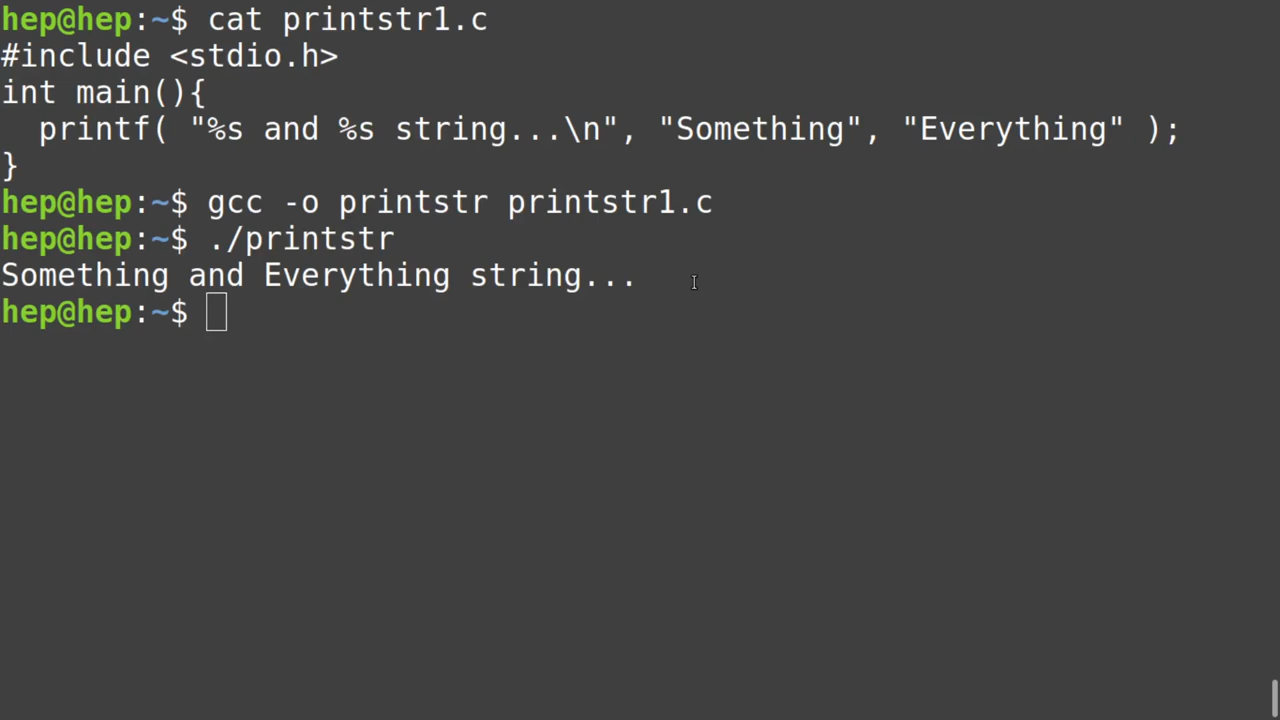 hep@hep:~$ cat printstr1.c
#include <stdio.h>
int main(){
  printf( "%s and %s string...\n", "Something", "Everything" );
}
hep@hep:~$ gcc -o printstr printstr1.c
hep@hep:~$ ./printstr
Something and Everything string...
hep@hep:~$